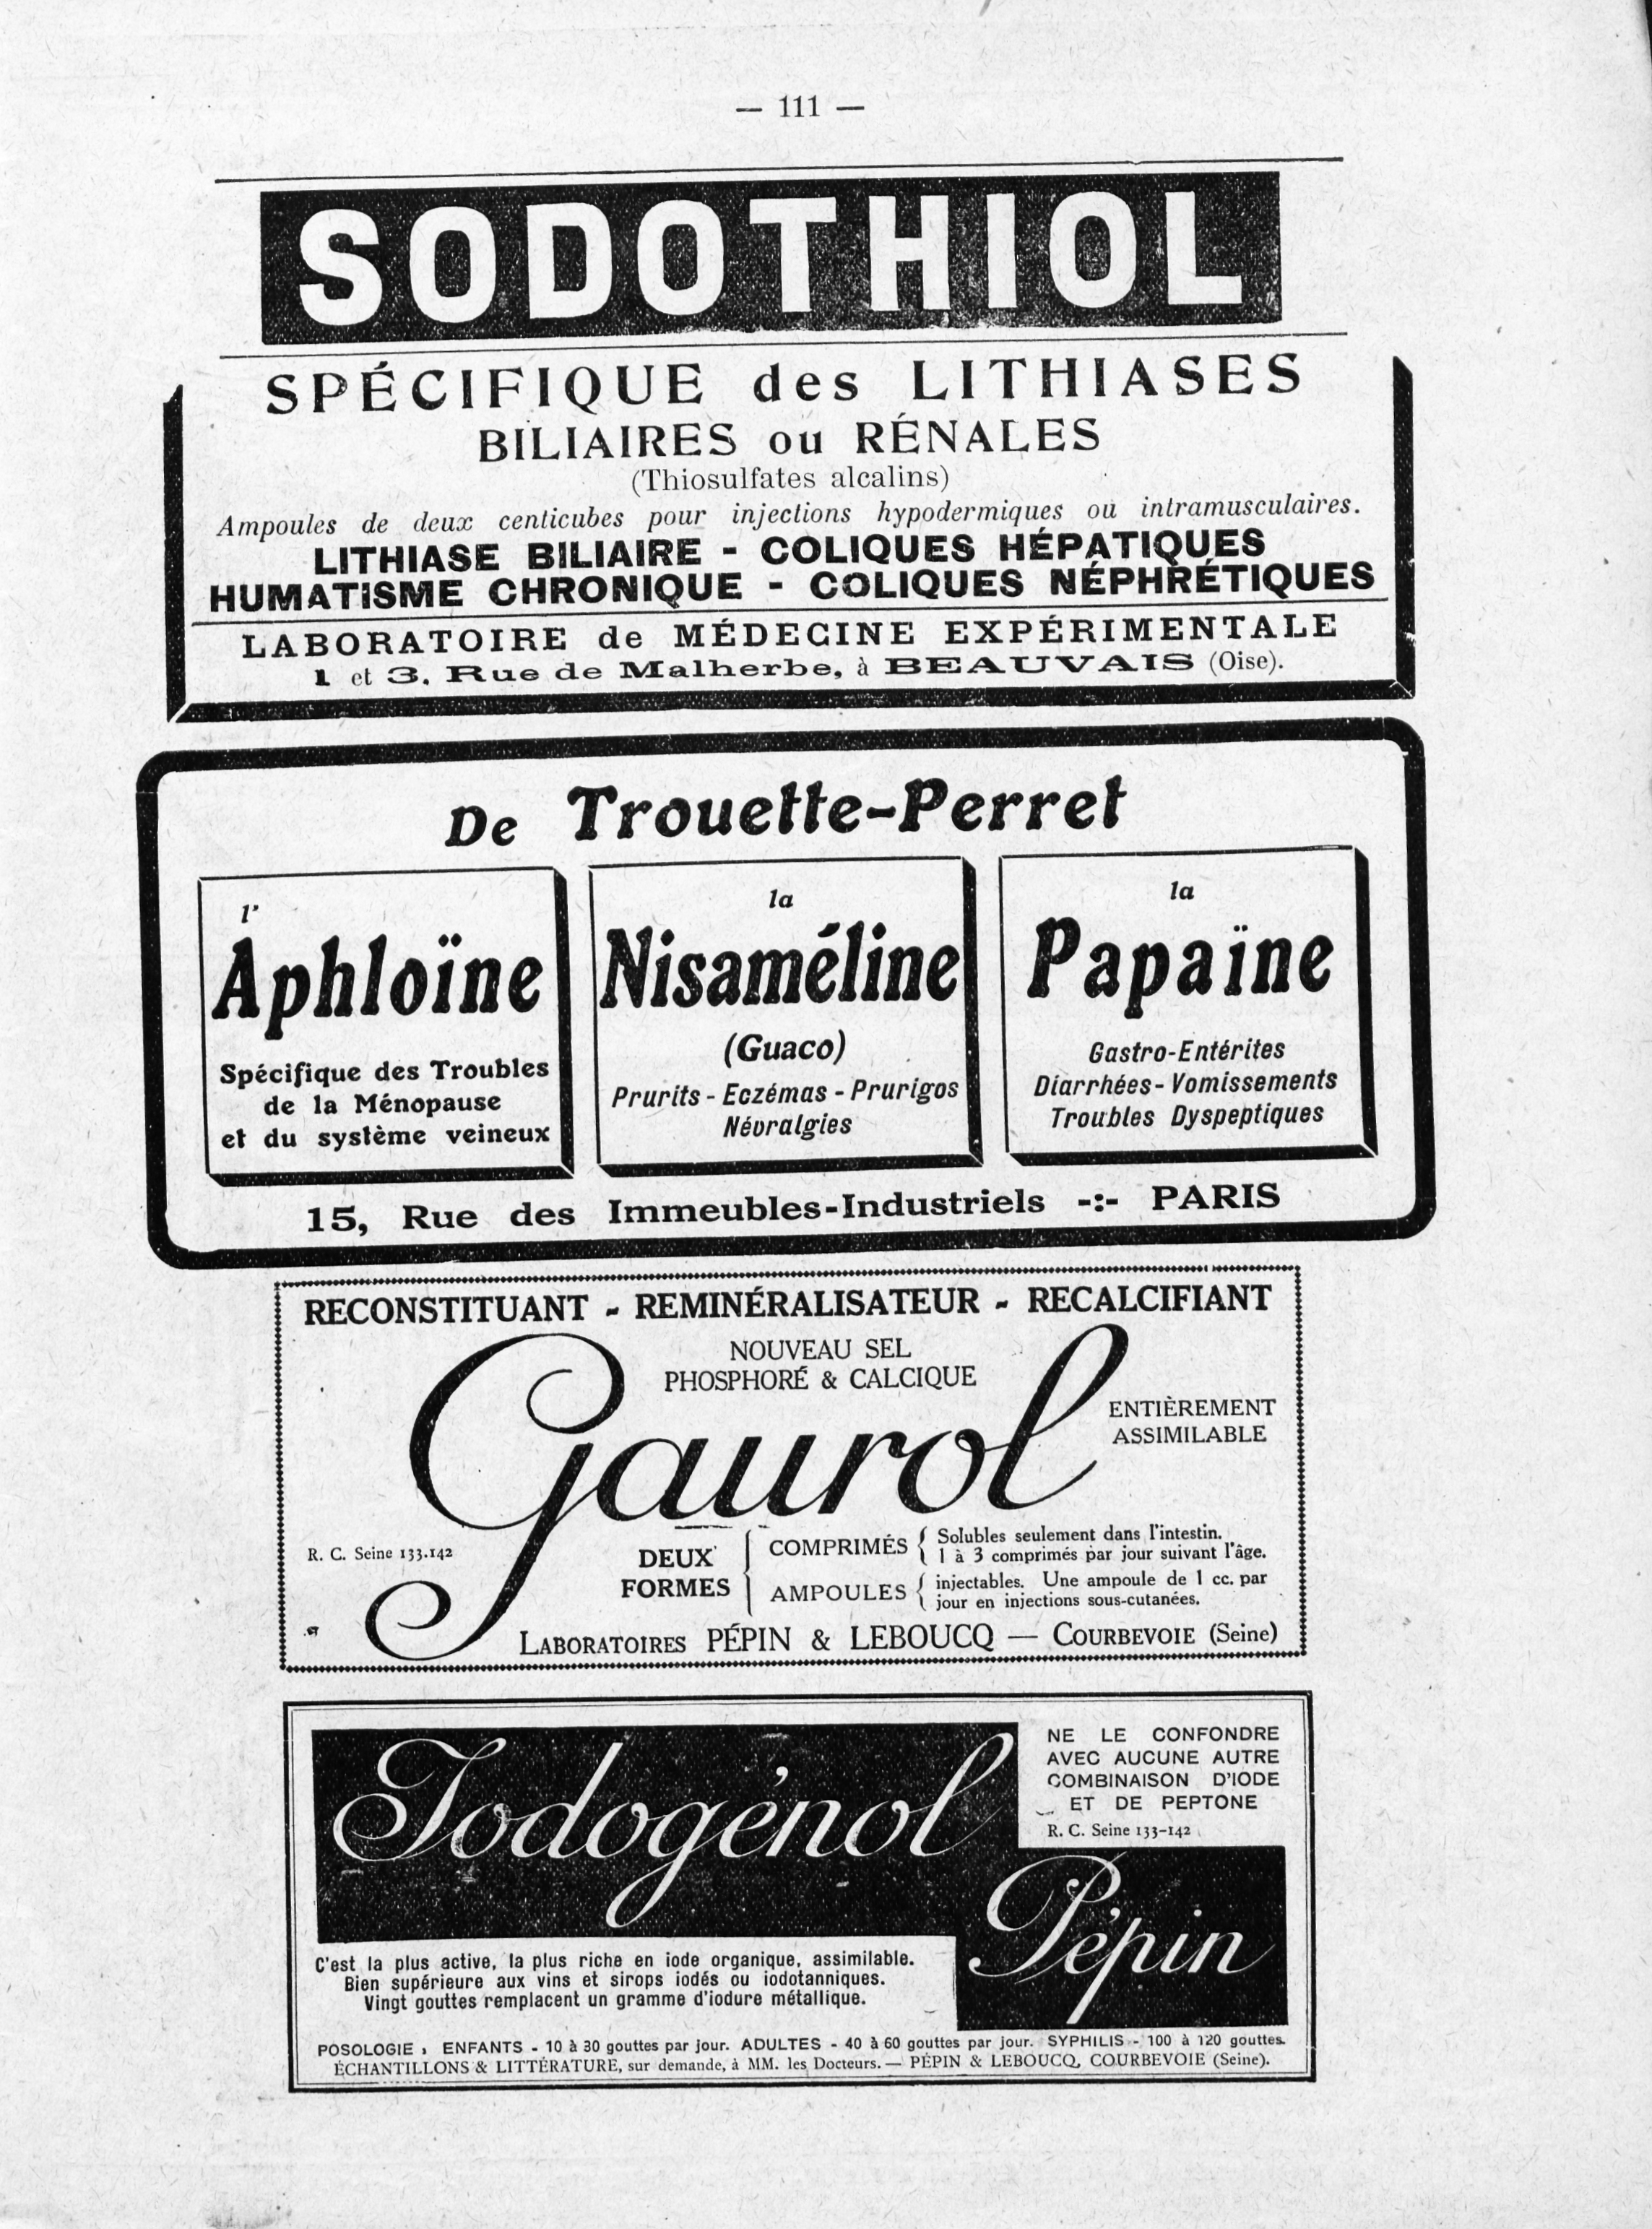 — 111 —
SODOTHIOL
SPÉCIFIQUE des LITHIASES
BILIAIRES ou RÉNALES
(Thiosulfates alcalins)
Ampoules de deux centicubes pour injections hypodermiques ou intramusculaires.
LITHIASE BILIAIRE - COLIQUES HÉPATIQUES
HUMATISME CHRONIQUE - COLIQUES NÉPHRÉTIQUES
LABORATOIRE de MÉDECINE EXPÉRIMENTALE
1 et 3, Rue de Malherbe, à BEAUVAIS (Oise).
De Trouette-Perret
l'
Aphloïne
Spécifique des Troubles
de la Ménopause
et du système veineux
la
Nisaméline
(Guaco)
Prurits - Eczémas - Prurigos
Névralgies
la
Papaïne
Gastro-Entérites
Diarrhées - Vomissements
Troubles Dyspeptiques
15, Rue des Immeubles-Industriels -:- PARIS
RECONSTITUANT - REMINÉRALISATEUR - RECALCIFIANT
NOUVEAU SEL
PHOSPHORÉ & CALCIQUE
Gaurol
ENTIÈREMENT
ASSIMILABLE
R. C. Seine 133.142
DEUX
FORMES
COMPRIMÉS
Solubles seulement dans l'intestin.
1 à 3 comprimés par jour suivant l'âge.
AMPOULES
injectables. Une ampoule de 1 cc. par
jour en injections sous-cutanées.
LABORATOIRES PÉPIN & LEBOUCQ — COURBEVOIE (Seine)
Iodogénol
NE LE CONFONDRE
AVEC AUCUNE AUTRE
COMBINAISON D'IODE
ET DE PEPTONE
R. C. Seine 133-142
Pépin
C'est la plus active, la plus riche en iode organique, assimilable.
Bien supérieure aux vins et sirops iodés ou iodotanniques.
Vingt gouttes remplacent un gramme d'iodure métallique.
POSOLOGIE : ENFANTS - 10 à 30 gouttes par jour. ADULTES - 40 à 60 gouttes par jour. SYPHILIS - 100 à 120 gouttes.
ÉCHANTILLONS & LITTÉRATURE, sur demande, à MM. les Docteurs. — PÉPIN & LEBOUCQ, COURBEVOIE (Seine).